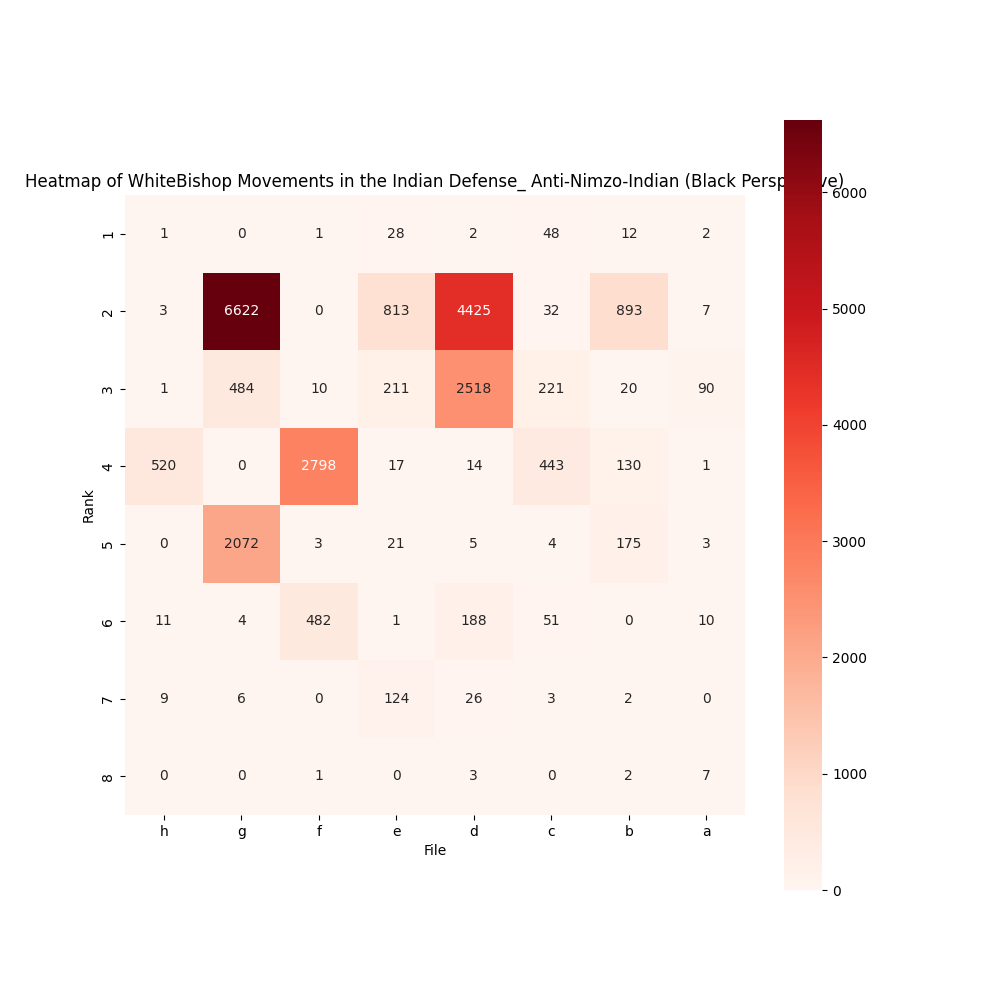 Heatmap of WhiteBishop Movements in the Indian Defense_ Anti-Nimzo-Indian (Black Perspective)
1 1 0 1 28 2 48 12 2
2 3 6622 0 813 4425 32 893 7
3 1 484 10 211 2518 221 20 90
4 520 0 2798 17 14 443 130 1
5 0 2072 3 21 5 4 175 3
6 11 4 482 1 188 51 0 10
7 9 6 0 124 26 3 2 0
8 0 0 1 0 3 0 2 7
h g f e d c b a
File
Rank
6000
5000
4000
3000
2000
1000
0